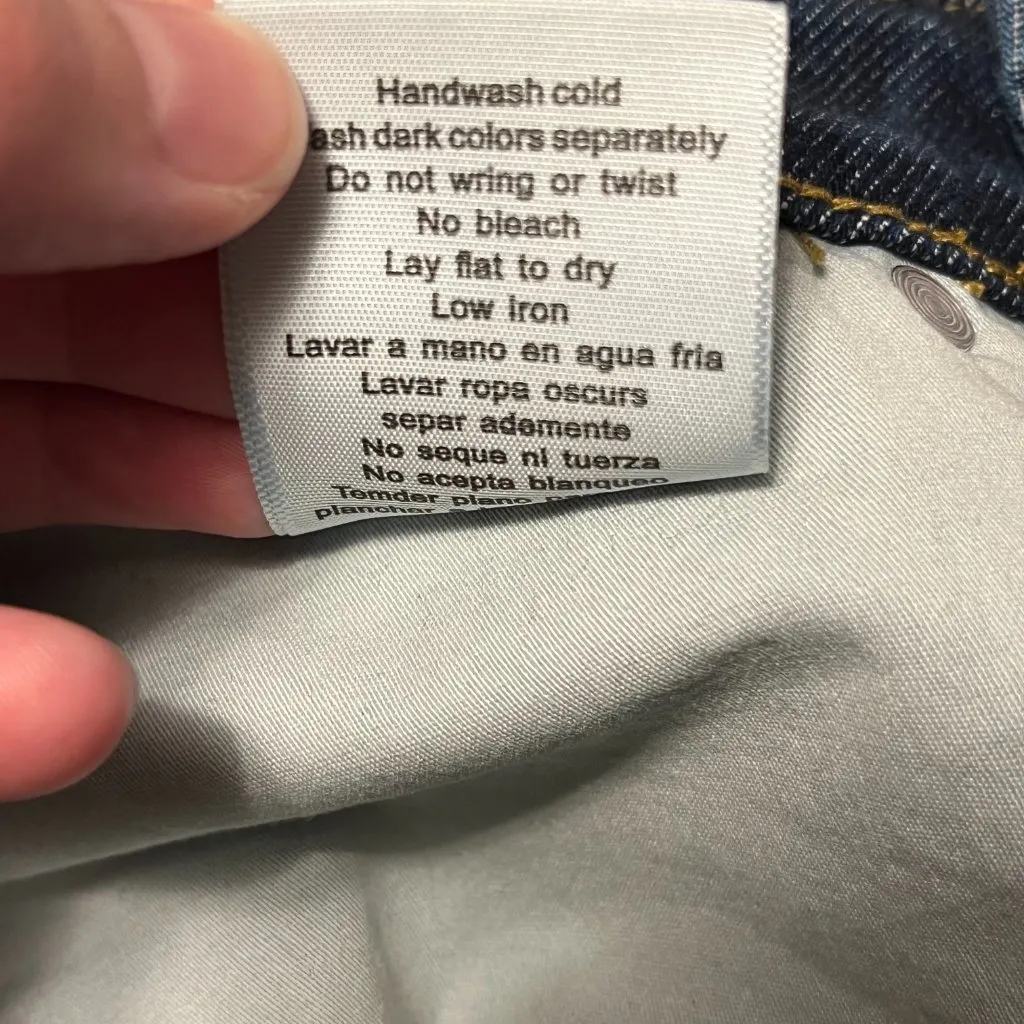 Handwash cold
ash dark colors separately
Do not wring or twist
No bleach
Lay flat to dry
Low iron
Lavar a mano en agua fria
Lavar ropa oscurs
separ ademente
No seque ni tuerza
No acepta blanqueo
Temder plano
planchar